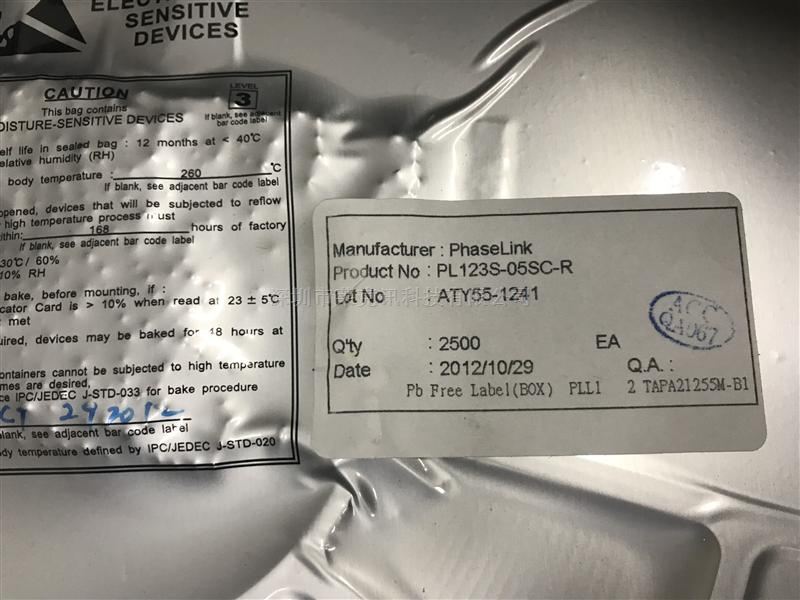 SENSITIVE
DEVICES
CAUTION
LEVEL
3
This bag contains
OISTURE-SENSITIVE DEVICES
If blank, see adjacent
bar code label
elf life in sealed bag : 12 months at < 40℃
elative humidity (RH)
body temperature : 260 ℃
If blank, see adjacent bar code label
opened, devices that will be subjected to reflow
high temperature process ust
168 hours of factory
If blank, see adjacent bar code label
30℃/ 60%
10% RH
bake, before mounting, if :
cator Card is > 10% when read at 23 ± 5℃
met
ired, devices may be baked for 48 hours at
ontainers cannot be subjected to high temperature
mes are desired,
ce IPC/JEDEC J-STD-033 for bake procedure
lank, see adjacent bar code label
dy temperature defined by IPC/JEDEC J-STD-020
Manufacturer : PhaseLink
Product No : PL123S-05SC-R
Lot No ATY55-1241
Q'ty : 2500 EA
Date : 2012/10/29 Q.A. :
Pb Free Label(BOX) PLL1 2 TAPA21255M-B1
ACC
QA067